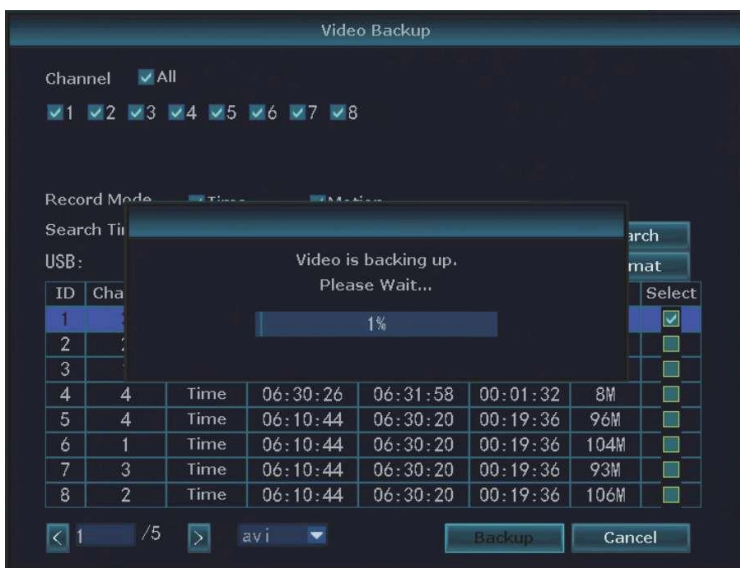 Video Backup
Channel All
1 2 3 4 5 6 7 8
Record Mode Time Motion
Search Ti arch
USB: mat
Video is backing up.
Please Wait...
1%
ID Cha Select
1
2
3
4 4 Time 06:30:26 06:31:58 00:01:32 8M
5 4 Time 06:10:44 06:30:20 00:19:36 96M
6 1 Time 06:10:44 06:30:20 00:19:36 104M
7 3 Time 06:10:44 06:30:20 00:19:36 93M
8 2 Time 06:10:44 06:30:20 00:19:36 106M
< 1 /5 > avi Backup Cancel